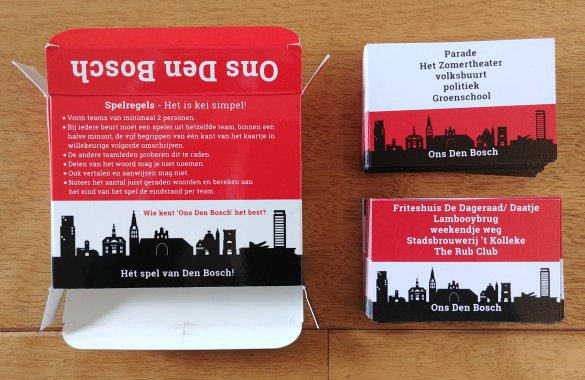 Ons Den Bosch
Spelregels - Het is kei simpel!
• Vorm teams van minimaal 2 personen.
• Bij iedere beurt moet een speler uit hetzelfde team, binnen een
halve minuut, de vijf begrippen van één kant van het kaartje in
willekeurige volgorde omschrijven.
• De andere teamleden proberen dit te raden.
• Delen van het woord mag je niet noemen.
• Ook vertalen en aanwijzen mag niet.
• Noteer het aantal juist geraden woorden en bereken aan
het eind van het spel de eindstand per team.
Wie kent 'Ons Den Bosch' het best?
Hét spel van Den Bosch!
Parade
Het Zomertheater
volksbuurt
politiek
Groenschool
Ons Den Bosch
Friteshuis De Dageraad/ Daatje
Lambooybrug
weekendje weg
Stadsbrouwerij 't Kolleke
The Rub Club
Ons Den Bosch